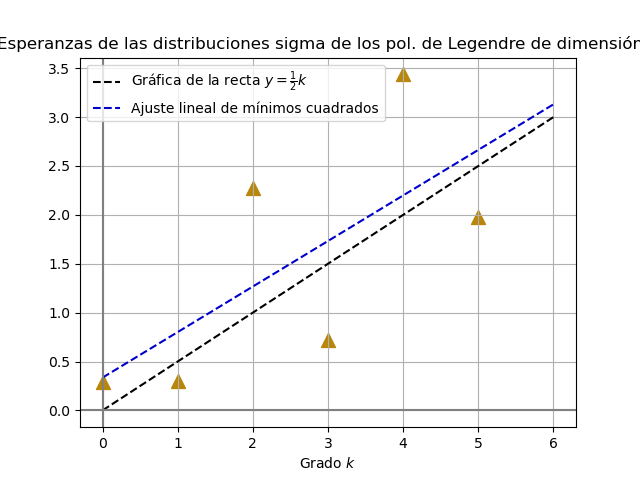 Esperanzas de las distribuciones sigma de los pol. de Legendre de dimensión
Gráfica de la recta $y = \frac{1}{2}k$
Ajuste lineal de mínimos cuadrados
3.5
3.0
2.5
2.0
1.5
1.0
0.5
0.0
0 1 2 3 4 5 6
Grado k